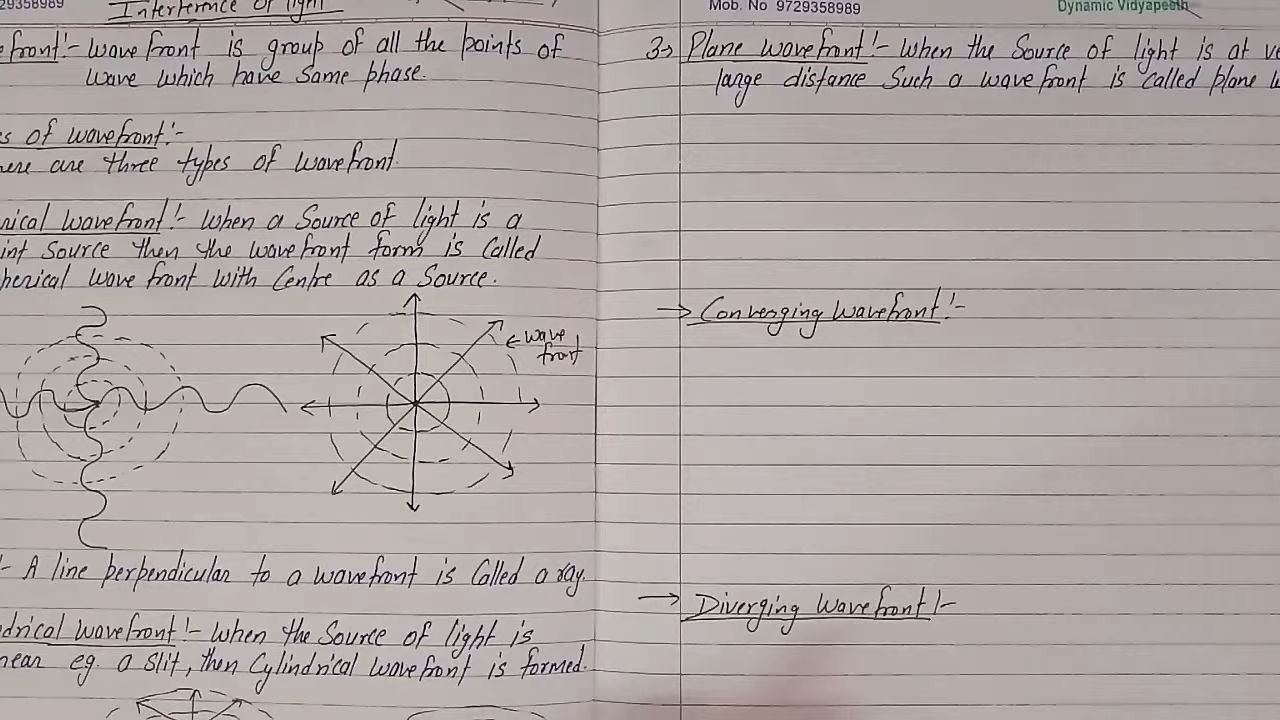 29358989
Interference of light
front!- Wave front is group of all the points of
wave which have same phase.
s of wavefront!-
ere are three types of wavefront.
rical wavefront!- When a Source of light is a
int Source then the wavefront form is Called
herical wave front with Centre as a Source.
← wave
front
!- A line perpendicular to a wavefront is Called a ray.
drical wavefront!- When the Source of light is
near eg. a slit, then Cylindrical wavefront is formed.
Mob. No 9729358989
Dynamic Vidyapeeth
3→ Plane wavefront!- When the Source of light is at ve
large distance Such a wavefront is called plane w
→ Converging Wavefront!-
→ Diverging Wavefront!-